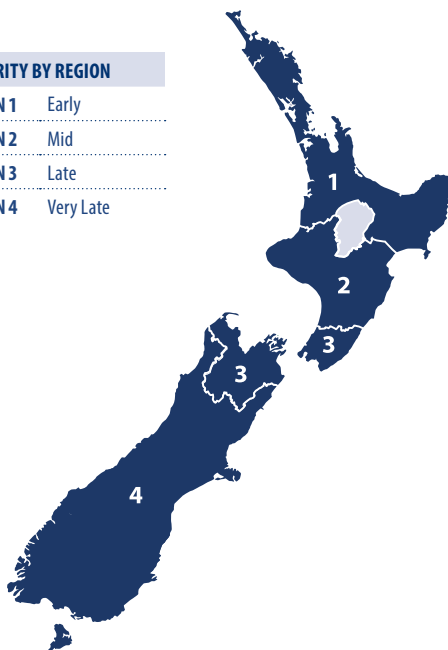 RITY BY REGION
N 1 Early
N 2 Mid
N 3 Late
N 4 Very Late
1
2
3
3
4